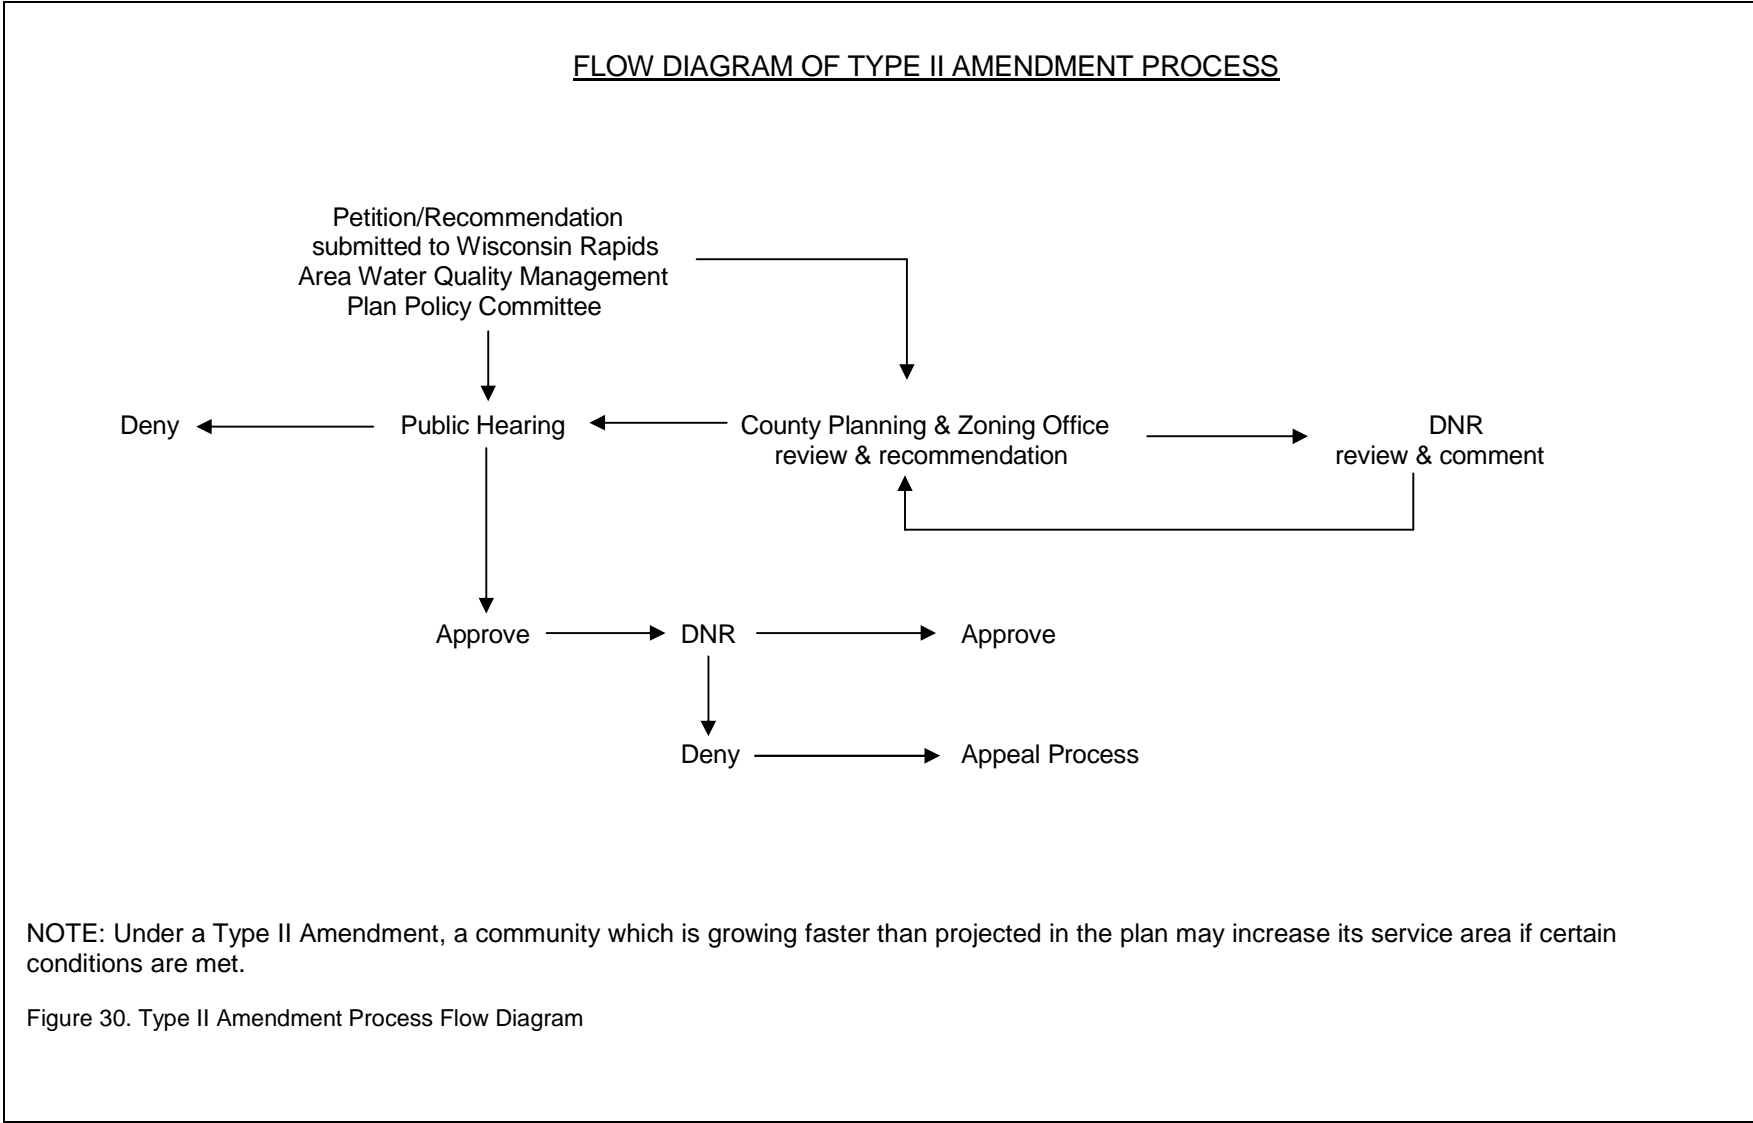 FLOW DIAGRAM OF TYPE II AMENDMENT PROCESS
Petition/Recommendation
submitted to Wisconsin Rapids
Area Water Quality Management
Plan Policy Committee
Deny
Public Hearing
County Planning & Zoning Office
review & recommendation
DNR
review & comment
Approve
DNR
Approve
Deny
Appeal Process
NOTE: Under a Type II Amendment, a community which is growing faster than projected in the plan may increase its service area if certain
conditions are met.
Figure 30. Type II Amendment Process Flow Diagram